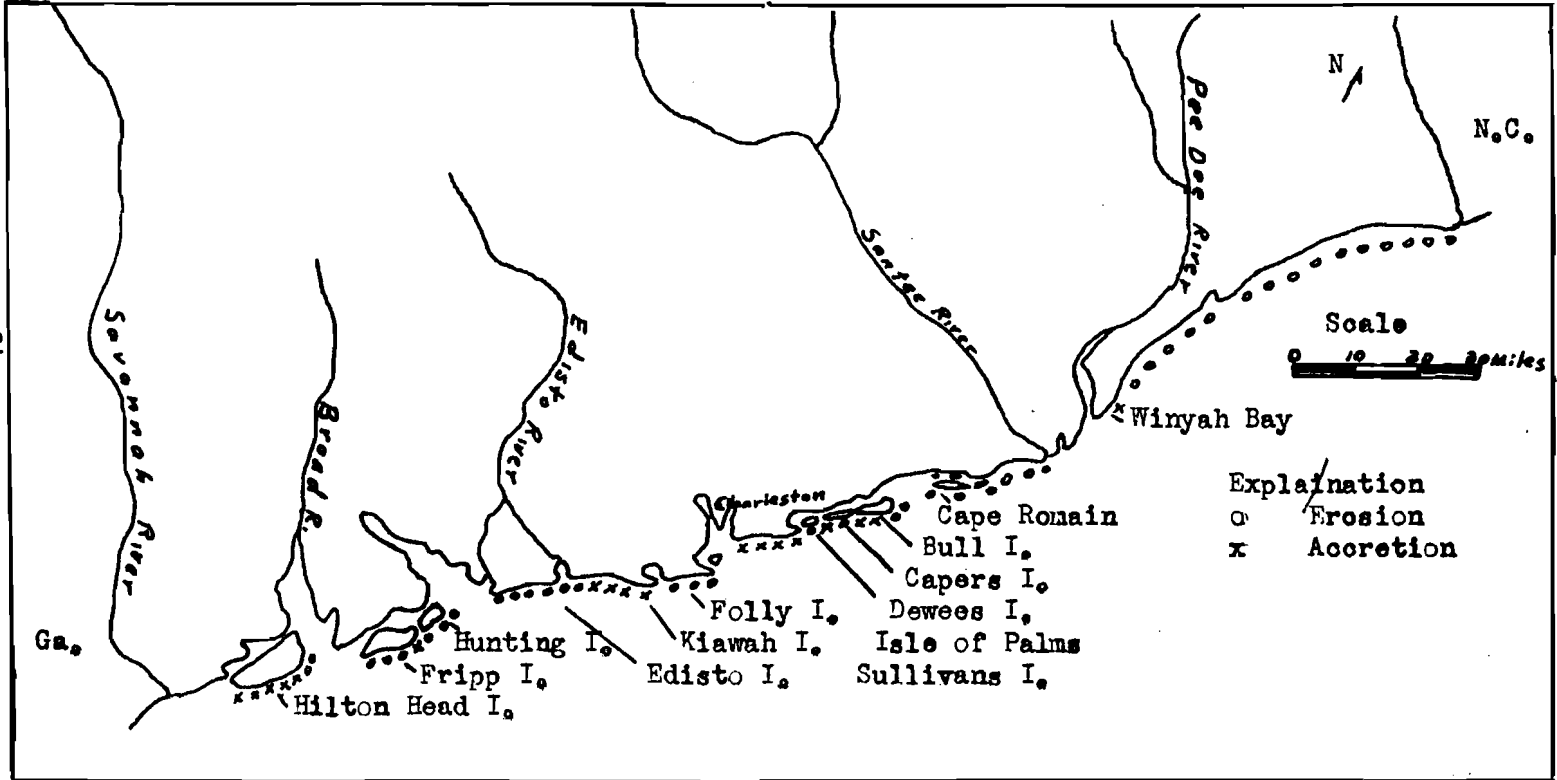 N
N.C.
Pee Dee River
Santee River
Savannah River
Broad R.
Edisto River
Scale
0 10 20 30 Miles
Winyah Bay
Explaination
o Erosion
x Accretion
Charleston
Cape Romain
Bull I.
Capers I.
Dewees I.
Isle of Palms
Sullivans I.
Folly I.
Kiawah I.
Edisto I.
Hunting I.
Fripp I.
Hilton Head I.
Ga.